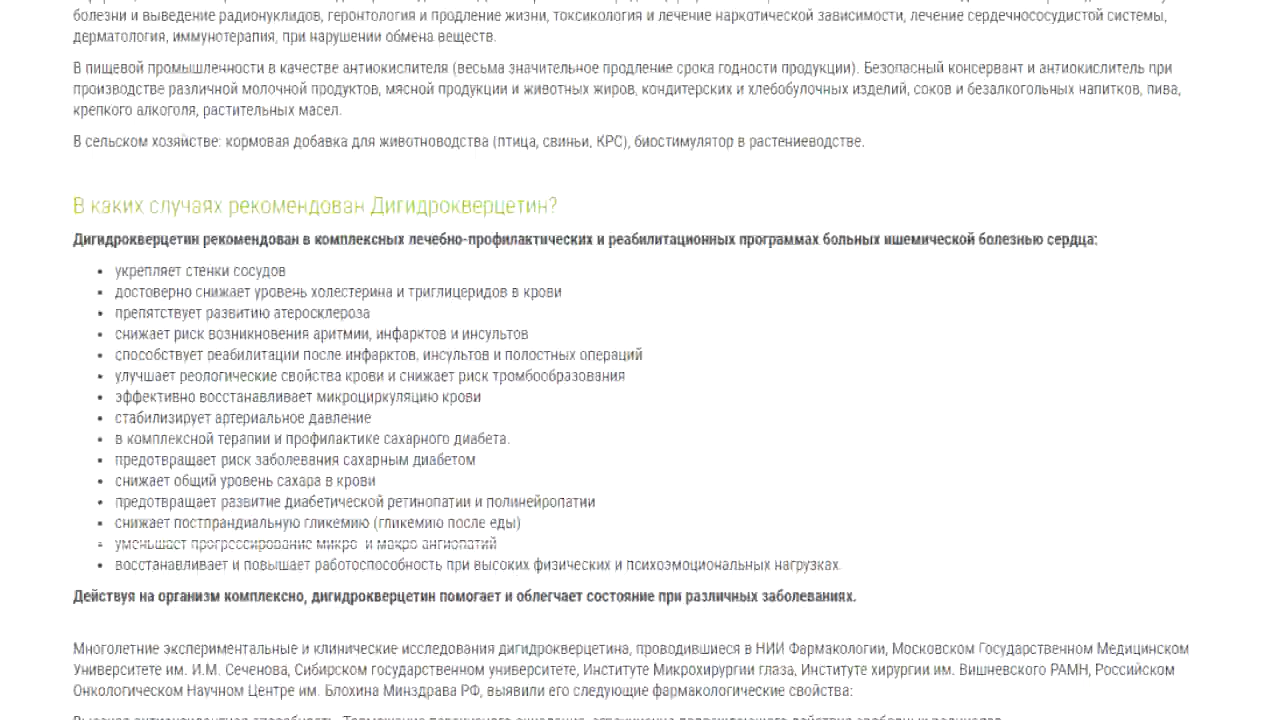 болезни и выведение радионуклидов, геронтология и продление жизни, токсикология и лечение наркотической зависимости, лечение сердечнососудистой системы,
дерматология, иммунотерапия, при нарушении обмена веществ.
В пищевой промышленности в качестве антиокислителя (весьма значительное продление срока годности продукции). Безопасный консервант и антиокислитель при
производстве различной молочной продуктов, мясной продукции и животных жиров, кондитерских и хлебобулочных изделий, соков и безалкогольных напитков, пива,
крепкого алкоголя, растительных масел.
В сельском хозяйстве: кормовая добавка для животноводства (птица, свиньи, КРС), биостимулятор в растениеводстве.
В каких случаях рекомендован Дигидрокверцетин?
Дигидрокверцетин рекомендован в комплексных лечебно-профилактических и реабилитационных программах больных ишемической болезнью сердца:
• укрепляет стенки сосудов
• достоверно снижает уровень холестерина и триглицеридов в крови
• препятствует развитию атеросклероза
• снижает риск возникновения аритмии, инфарктов и инсультов
• способствует реабилитации после инфарктов, инсультов и полостных операций
• улучшает реологические свойства крови и снижает риск тромбообразования
• эффективно восстанавливает микроциркуляцию крови
• стабилизирует артериальное давление
• в комплексной терапии и профилактике сахарного диабета.
• предотвращает риск заболевания сахарным диабетом
• снижает общий уровень сахара в крови
• предотвращает развитие диабетической ретинопатии и полинейропатии
• снижает постпрандиальную гликемию (гликемию после еды)
• уменьшает прогрессирование микро- и макро ангиопатий
• восстанавливает и повышает работоспособность при высоких физических и психоэмоциональных нагрузках.
Действуя на организм комплексно, дигидрокверцетин помогает и облегчает состояние при различных заболеваниях.
Многолетние экспериментальные и клинические исследования дигидрокверцетина, проводившиеся в НИИ Фармакологии, Московском Государственном Медицинском
Университете им. И.М. Сеченова, Сибирском государственном университете, Институте Микрохирургии глаза, Институте хирургии им. Вишневского РАМН, Российском
Онкологическом Научном Центре им. Блохина Минздрава РФ, выявили его следующие фармакологические свойства: